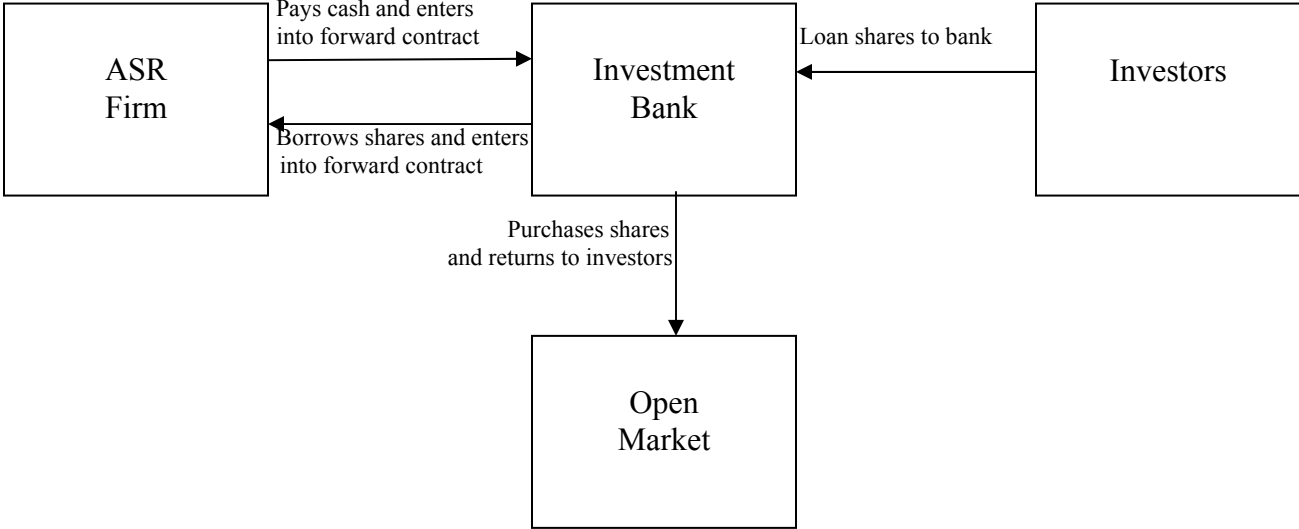 Pays cash and enters
into forward contract
ASR
Firm
Borrows shares and enters
into forward contract
Investment
Bank
Loan shares to bank
Investors
Purchases shares
and returns to investors
Open
Market